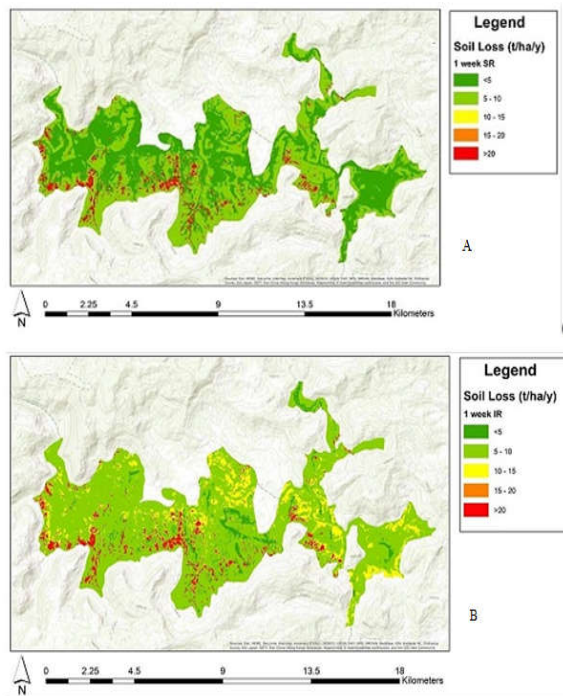 Legend
Soil Loss (t/ha/y)
1 week SR
<5
5 - 10
10 - 15
15 - 20
>20
A
N
0 2.25 4.5 9 13.5 18
Kilometers
Legend
Soil Loss (t/ha/y)
1 week IR
<5
5 - 10
10 - 15
15 - 20
>20
B
N
0 2.25 4.5 9 13.5 18
Kilometers